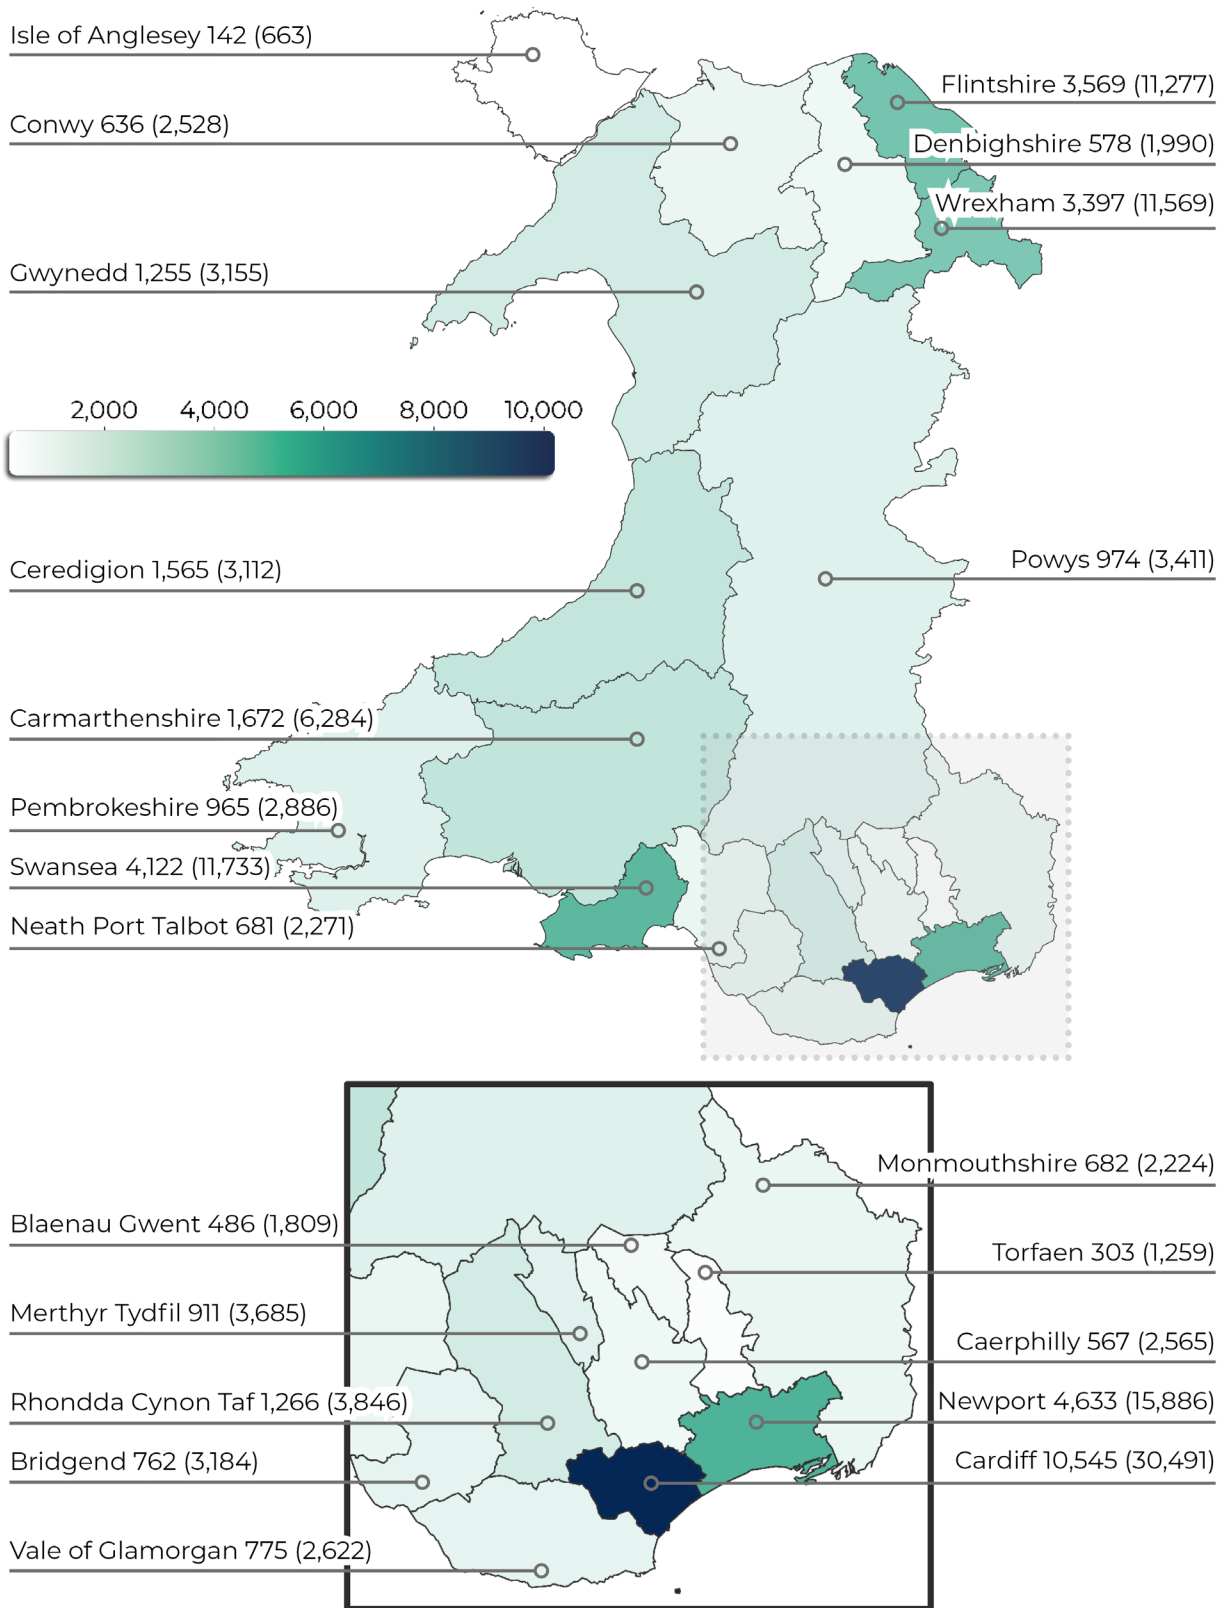 Isle of Anglesey 142 (663)
Flintshire 3,569 (11,277)
Conwy 636 (2,528)
Denbighshire 578 (1,990)
Wrexham 3,397 (11,569)
Gwynedd 1,255 (3,155)
2,000 4,000 6,000 8,000 10,000
Ceredigion 1,565 (3,112)
Powys 974 (3,411)
Carmarthenshire 1,672 (6,284)
Pembrokeshire 965 (2,886)
Swansea 4,122 (11,733)
Neath Port Talbot 681 (2,271)
Monmouthshire 682 (2,224)
Blaenau Gwent 486 (1,809)
Torfaen 303 (1,259)
Merthyr Tydfil 911 (3,685)
Caerphilly 567 (2,565)
Rhondda Cynon Taf 1,266 (3,846)
Newport 4,633 (15,886)
Bridgend 762 (3,184)
Cardiff 10,545 (30,491)
Vale of Glamorgan 775 (2,622)